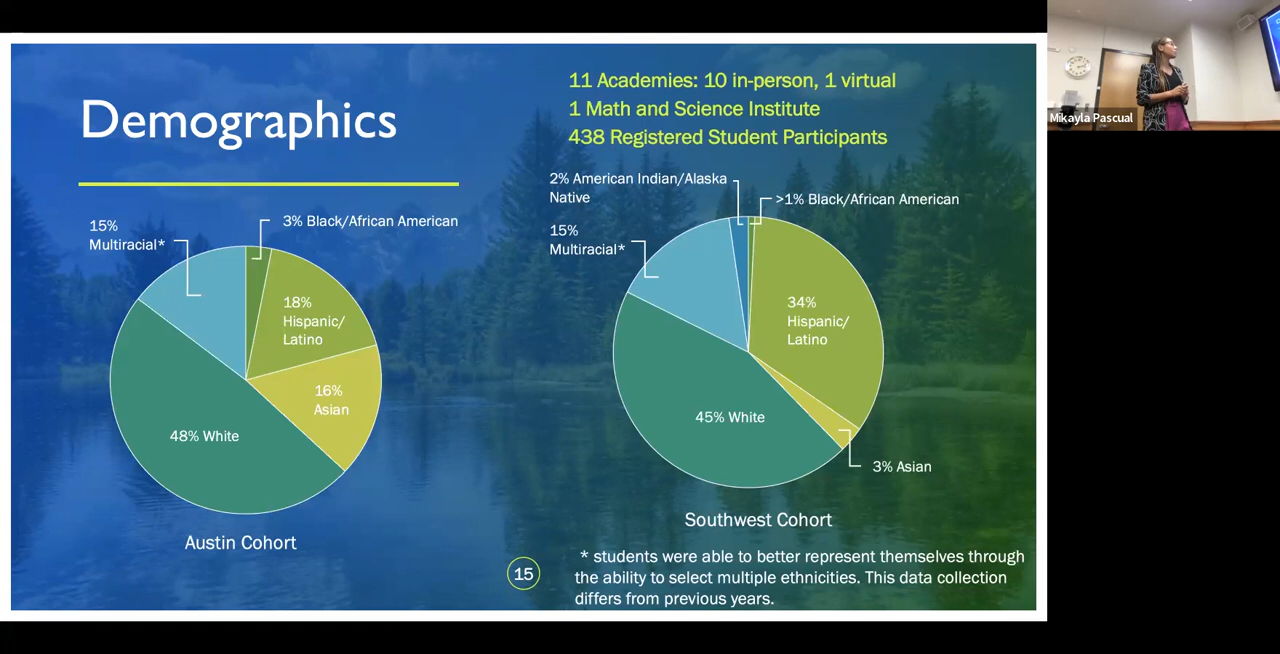 Demographics
11 Academies: 10 in-person, 1 virtual
1 Math and Science Institute
438 Registered Student Participants
15%
Multiracial*
3% Black/African American
18%
Hispanic/
Latino
16%
Asian
48% White
Austin Cohort
2% American Indian/Alaska
Native
>1% Black/African American
15%
Multiracial*
34%
Hispanic/
Latino
45% White
3% Asian
Southwest Cohort
* students were able to better represent themselves through
the ability to select multiple ethnicities. This data collection
differs from previous years.
15
Mikayla Pascual